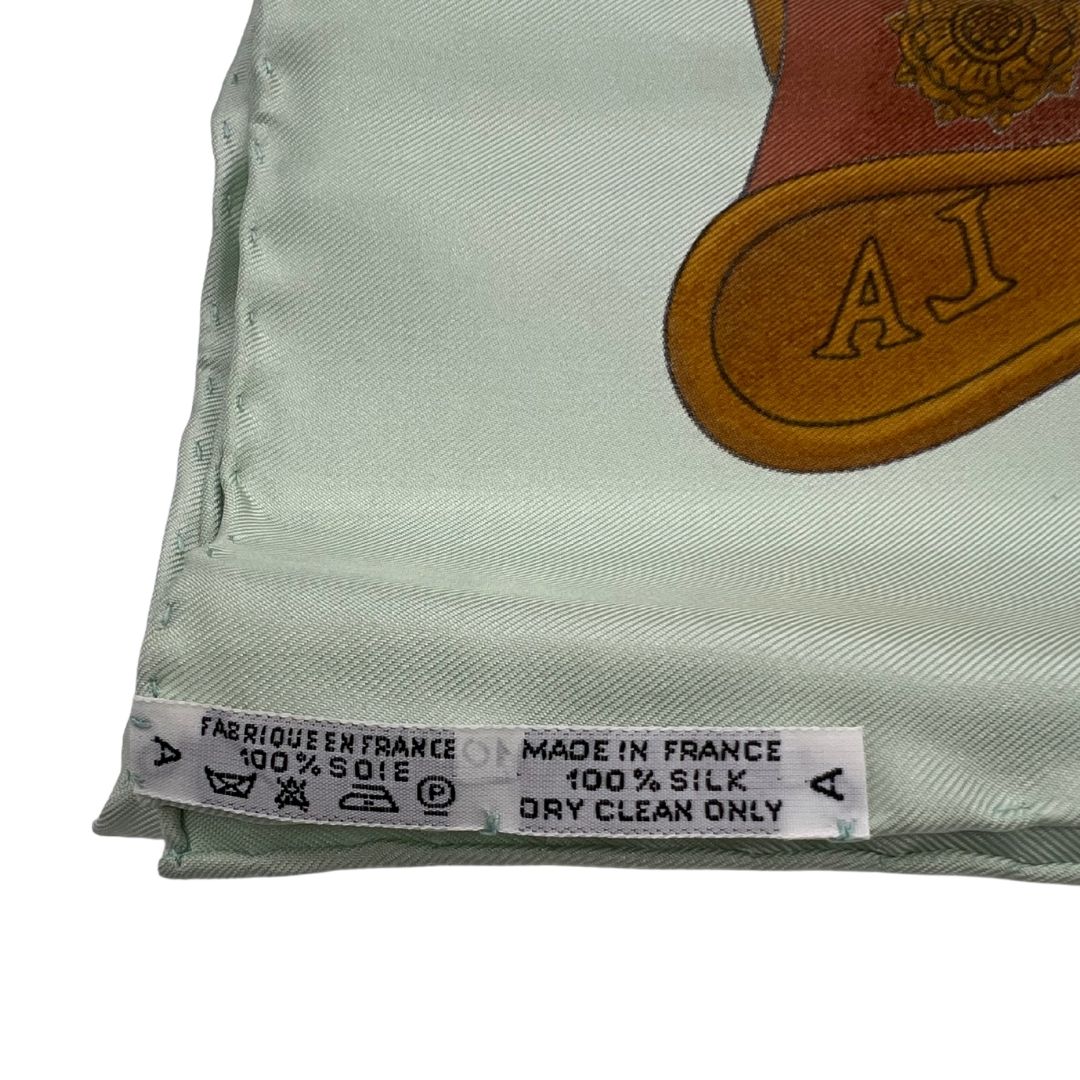 AJ
A
FABRIQUE EN FRANCE
100% SOIE
P
MADE IN FRANCE
100% SILK
DRY CLEAN ONLY
A